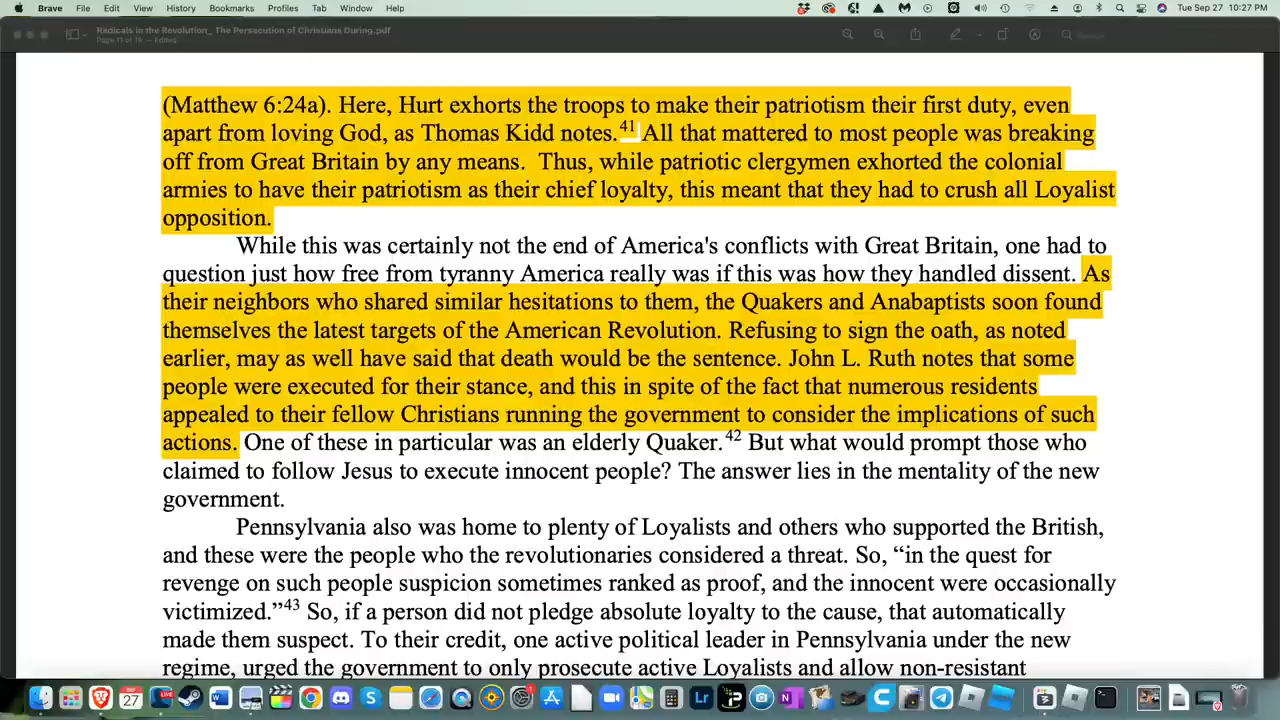 Brave File Edit View History Bookmarks Profiles Tab Window Help Tue Sep 27 10:27 PM
Radicals in the Revolution_ The Persecution of Christians During.pdf
(Matthew 6:24a). Here, Hurt exhorts the troops to make their patriotism their first duty, even
apart from loving God, as Thomas Kidd notes.41 All that mattered to most people was breaking
off from Great Britain by any means. Thus, while patriotic clergymen exhorted the colonial
armies to have their patriotism as their chief loyalty, this meant that they had to crush all Loyalist
opposition.
While this was certainly not the end of America's conflicts with Great Britain, one had to
question just how free from tyranny America really was if this was how they handled dissent. As
their neighbors who shared similar hesitations to them, the Quakers and Anabaptists soon found
themselves the latest targets of the American Revolution. Refusing to sign the oath, as noted
earlier, may as well have said that death would be the sentence. John L. Ruth notes that some
people were executed for their stance, and this in spite of the fact that numerous residents
appealed to their fellow Christians running the government to consider the implications of such
actions. One of these in particular was an elderly Quaker.42 But what would prompt those who
claimed to follow Jesus to execute innocent people? The answer lies in the mentality of the new
government.
Pennsylvania also was home to plenty of Loyalists and others who supported the British,
and these were the people who the revolutionaries considered a threat. So, “in the quest for
revenge on such people suspicion sometimes ranked as proof, and the innocent were occasionally
victimized.”43 So, if a person did not pledge absolute loyalty to the cause, that automatically
made them suspect. To their credit, one active political leader in Pennsylvania under the new
regime, urged the government to only prosecute active Loyalists and allow non-resistant